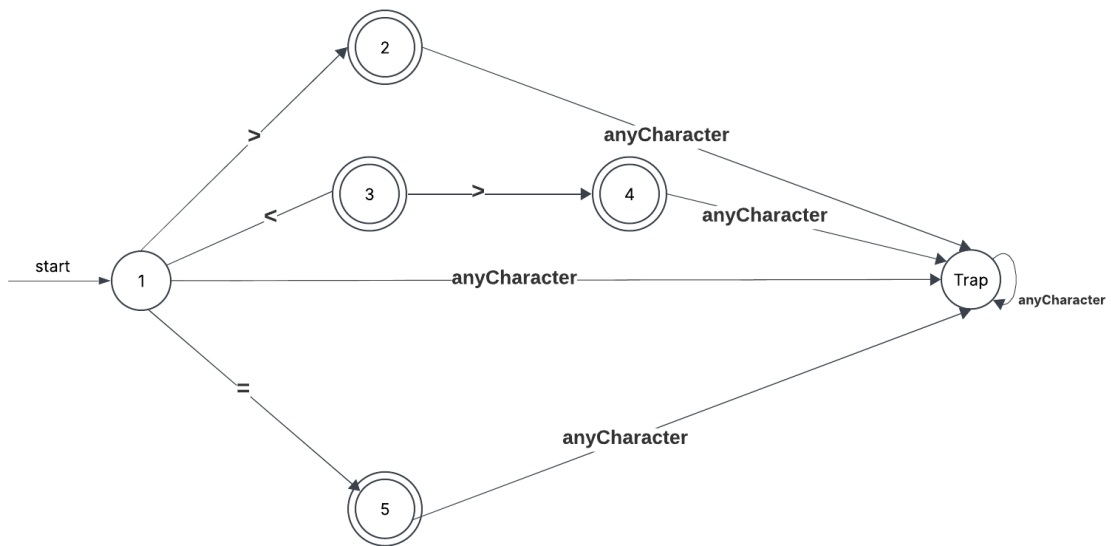 2
>
anyCharacter
3
>
4
<
anyCharacter
start
1
anyCharacter
Trap
anyCharacter
=
anyCharacter
5